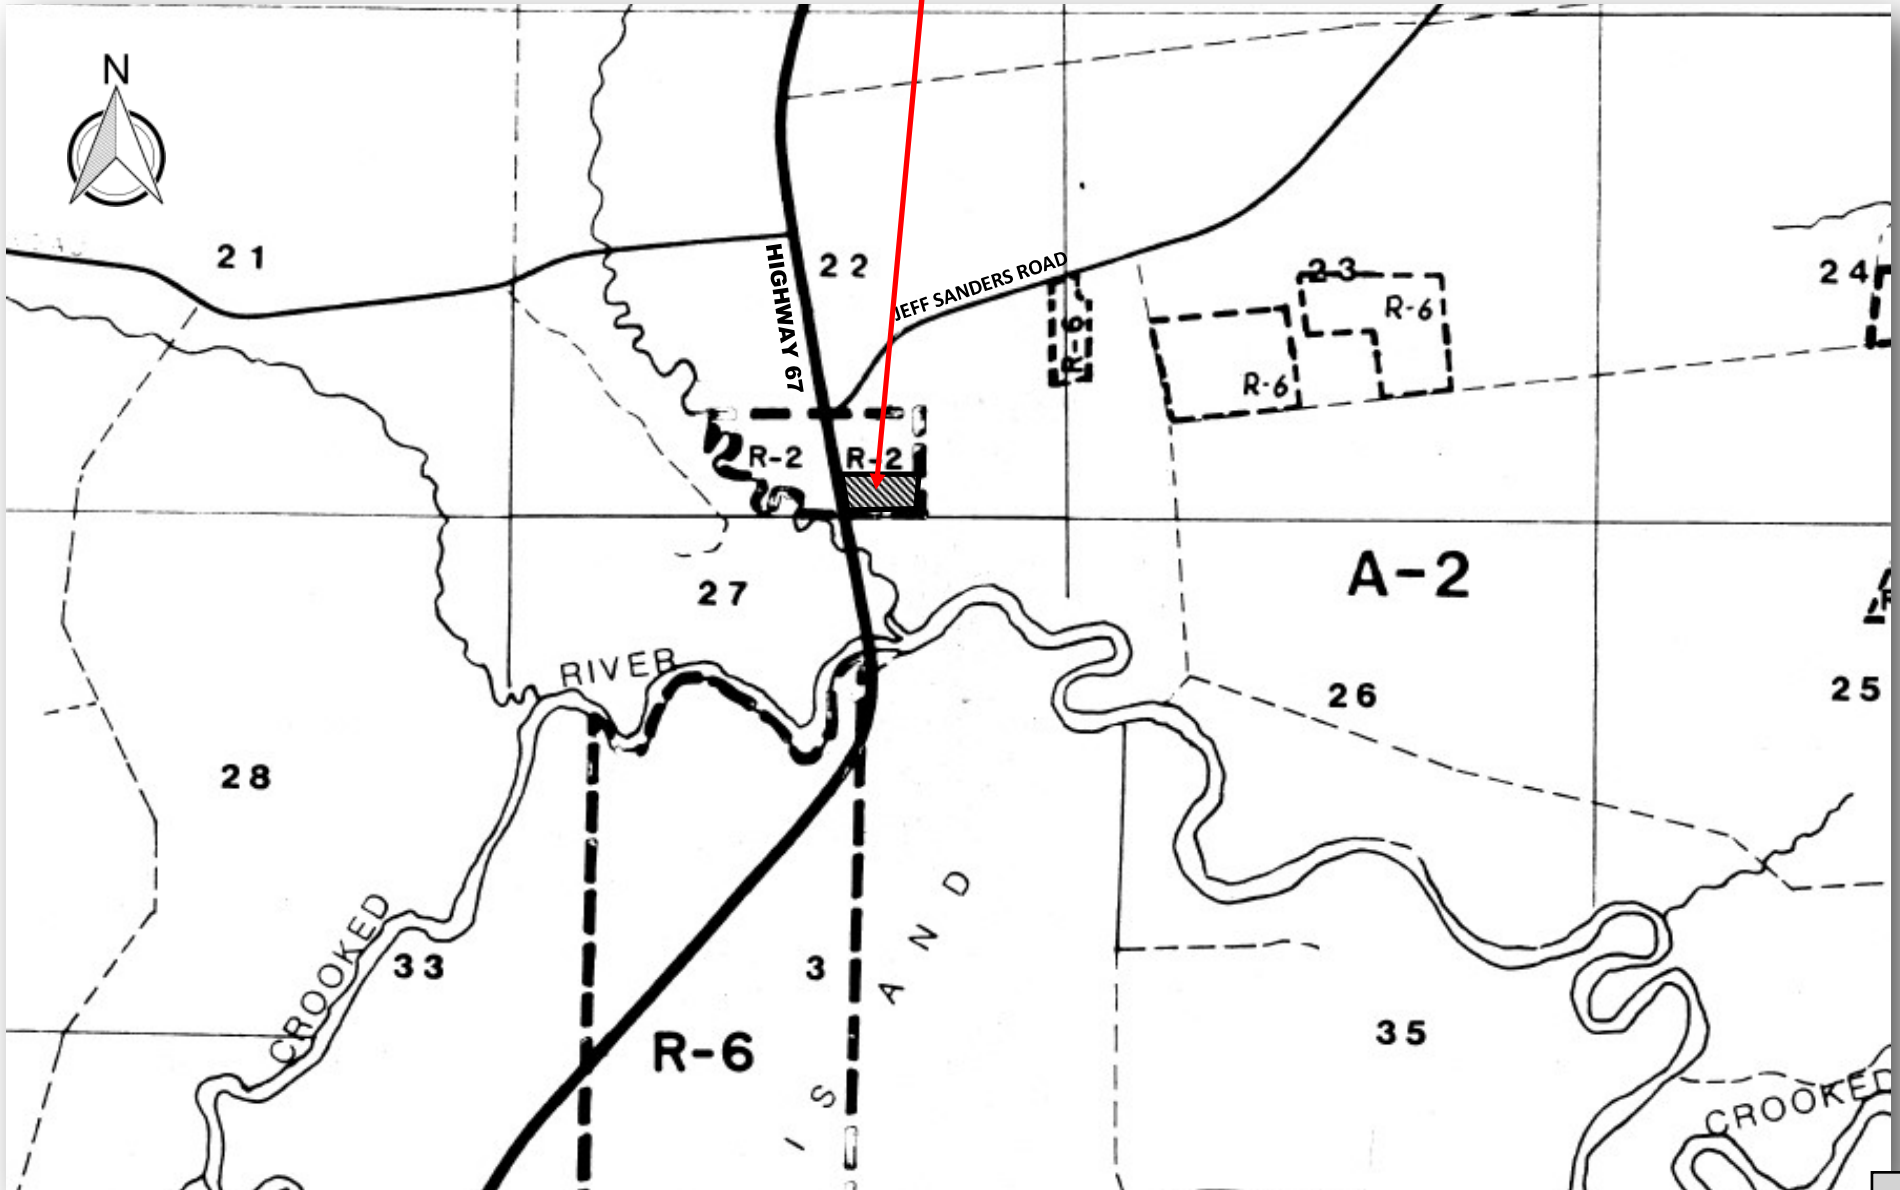 N
21
22
23
24
HIGHWAY 67
JEFF SANDERS ROAD
R-6
R-6
R-6
R-2
R-2
A-2
27
RIVER
26
25
28
CROOKED
33
3
R-6
35
I S
A N D
CROOKED